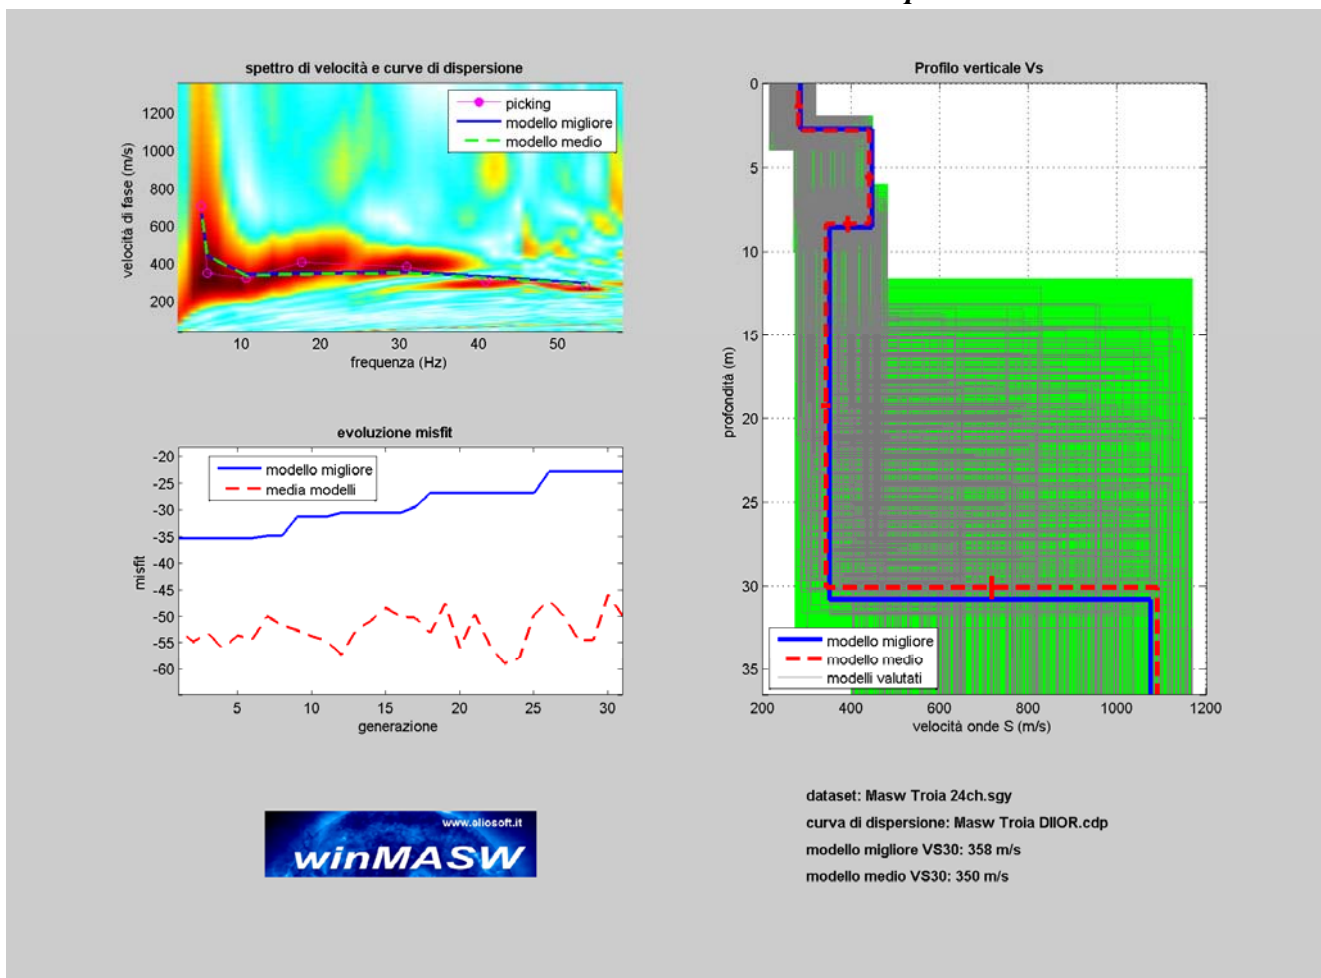 spettro di velocità e curve di dispersione
1200
1000
800
600
400
200
velocità di fase (m/s)
picking
modello migliore
modello medio
10
20
30
40
50
frequenza (Hz)
evoluzione misfit
-20
-25
-30
-35
-40
-45
-50
-55
-60
misfit
modello migliore
media modelli
5
10
15
20
25
30
generazione
Profilo verticale Vs
0
5
10
15
20
25
30
35
profondità (m)
modello migliore
modello medio
modelli valutati
200
400
600
800
1000
1200
velocità onde S (m/s)
www.eliosoft.it
winMASW
dataset: Masw Troia 24ch.sgy
curva di dispersione: Masw Troia DIIOR.cdp
modello migliore VS30: 358 m/s
modello medio VS30: 350 m/s